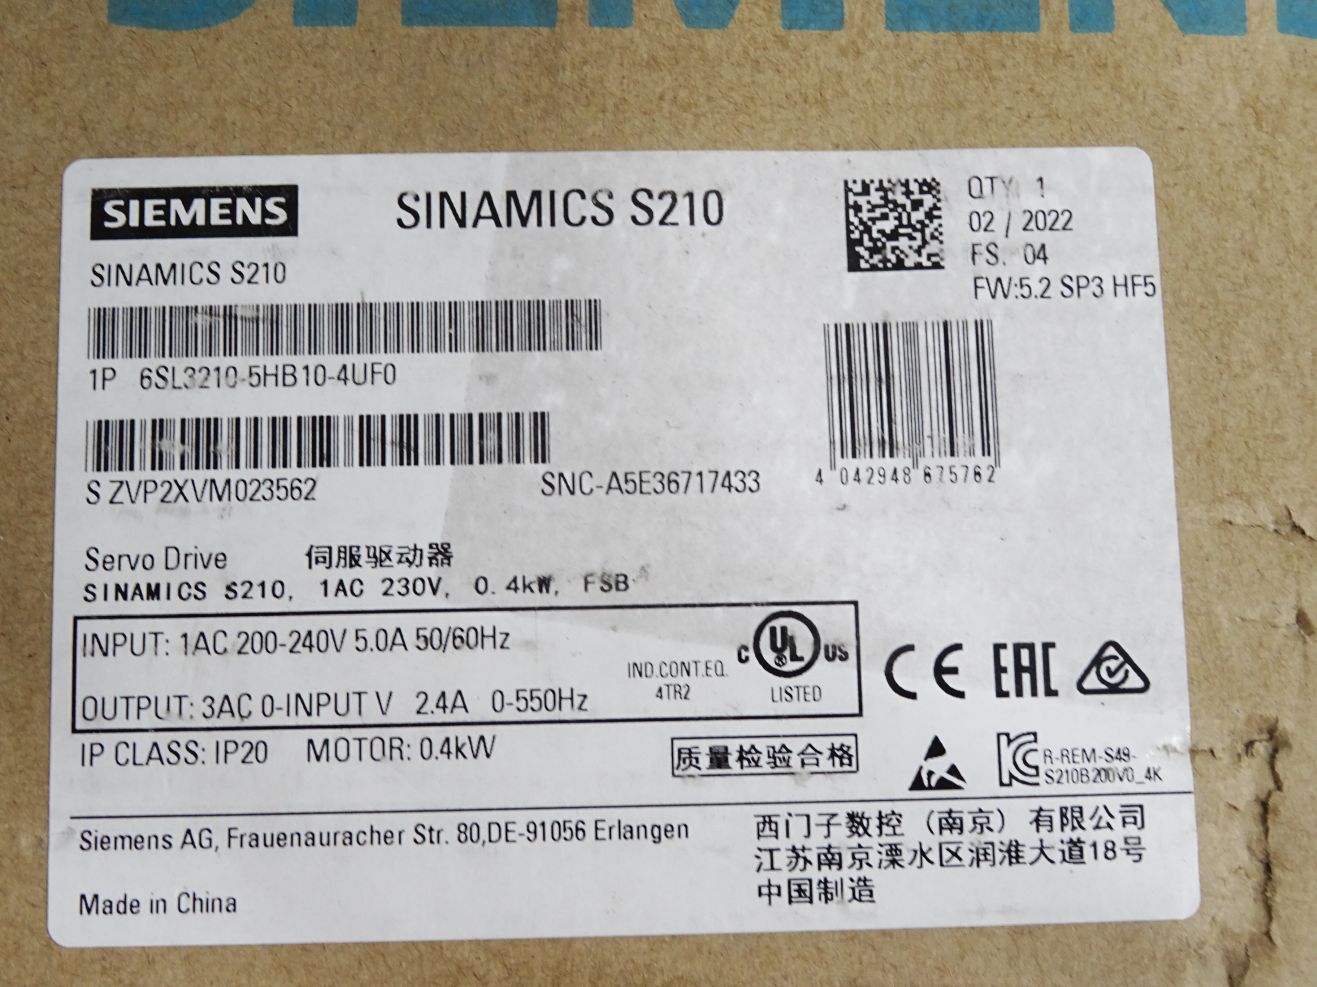 SIEMENS
SIEMENS
SINAMICS S210
QTY: 1
02 / 2022
FS: 04
FW:5.2 SP3 HF5
SINAMICS S210
1P 6SL3210-5HB10-4UF0
S ZVP2XVM023562
SNC-A5E36717433
4 042948 675762
Servo Drive 伺服驱动器
SINAMICS S210, 1AC 230V, 0.4kW, FSB
INPUT: 1AC 200-240V 5.0A 50/60Hz
OUTPUT: 3AC 0-INPUT V 2.4A 0-550Hz
IND.CONT.EQ.
4TR2
C UL US
®
LISTED
CE EAC
IP CLASS: IP20 MOTOR: 0.4kW
质量检验合格
KC R-REM-S49-
S210B200V0_4K
Siemens AG, Frauenauracher Str. 80,DE-91056 Erlangen
Made in China
西门子数控（南京）有限公司
江苏南京溧水区润淮大道18号
中国制造